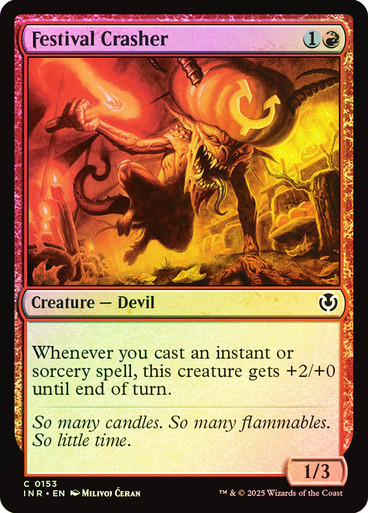 Festival Crasher 1
Creature — Devil
Whenever you cast an instant or
sorcery spell, this creature gets +2/+0
until end of turn.
So many candles. So many flammables.
So little time.
1/3
C 0153
INR • EN Milivoj Ćeran
™ & © 2025 Wizards of the Coast